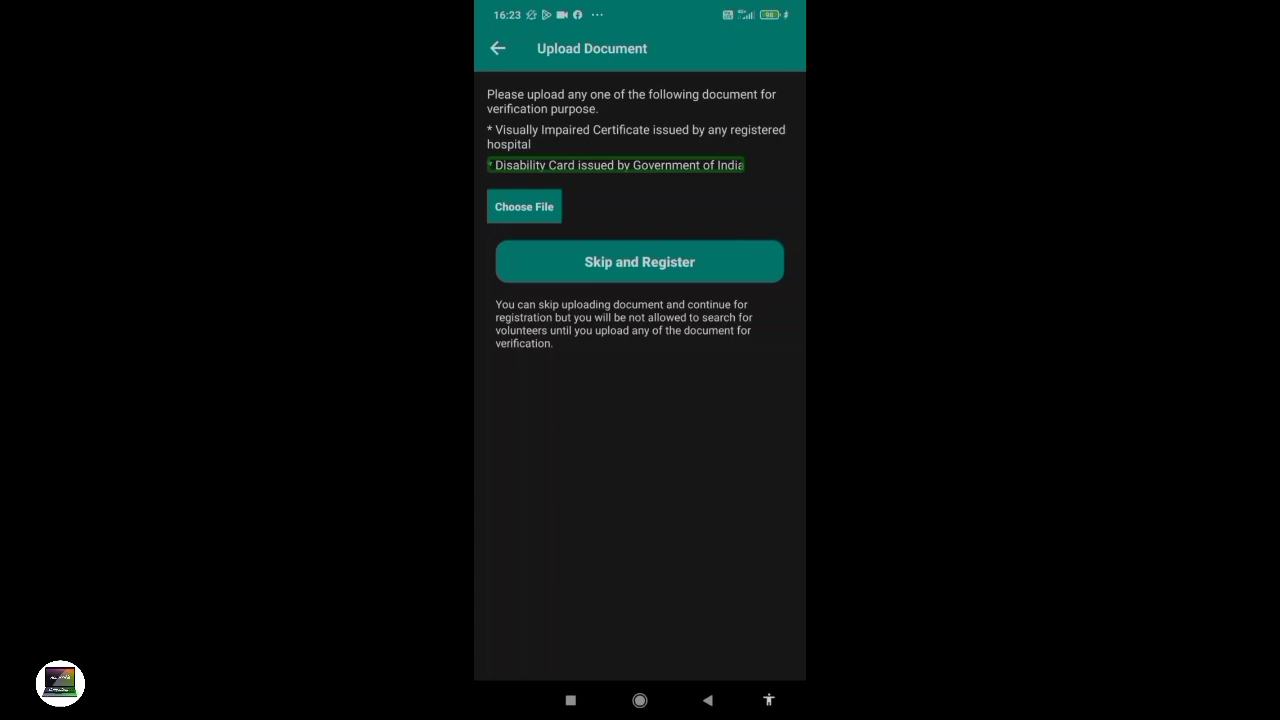 16:23
98
Upload Document
Please upload any one of the following document for
verification purpose.
* Visually Impaired Certificate issued by any registered
hospital
* Disability Card issued by Government of India
Choose File
Skip and Register
You can skip uploading document and continue for
registration but you will be not allowed to search for
volunteers until you upload any of the document for
verification.